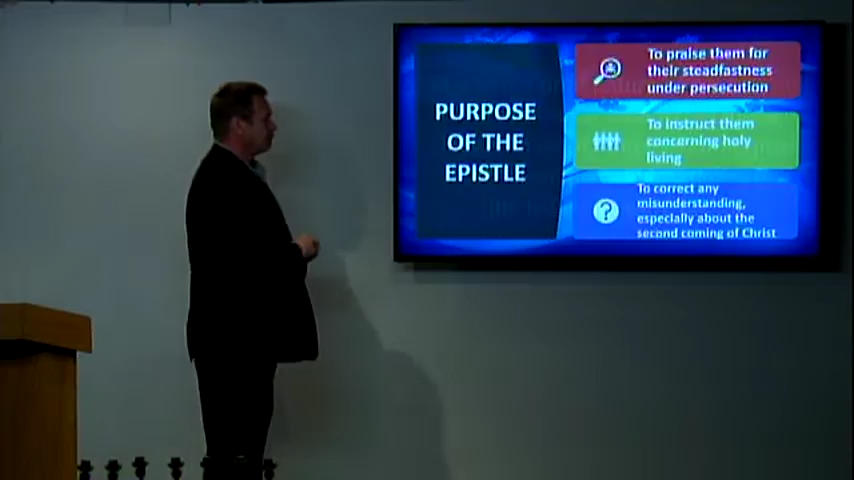 PURPOSE
OF THE
EPISTLE
To praise them for
their steadfastness
under persecution
To instruct them
concerning holy
living
To correct any
misunderstanding,
especially about the
second coming of Christ